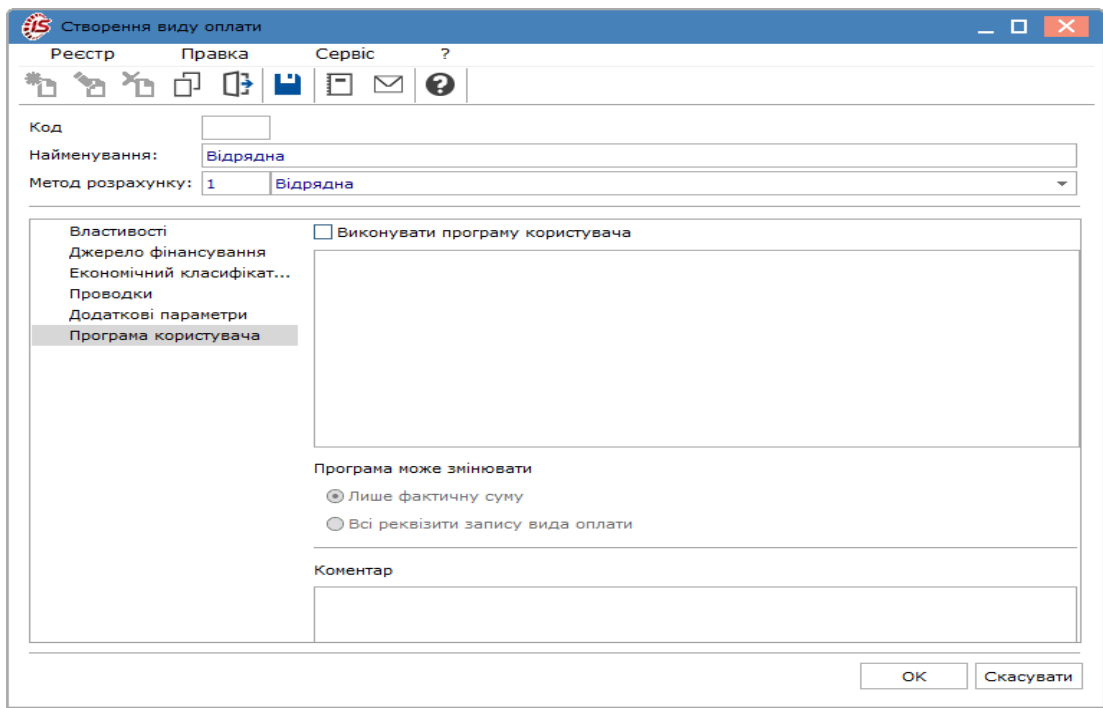 Створення виду оплати
Реєстр Правка Сервіс ?
Код
Найменування: Відрядна
Метод розрахунку: 1 Відрядна
Властивості
Джерело фінансування
Економічний класифікат...
Проводки
Додаткові параметри
Програма користувача
Виконувати програму користувача
Програма може змінювати
Лише фактичну суму
Всі реквізити запису вида оплати
Коментар
ОК Скасувати